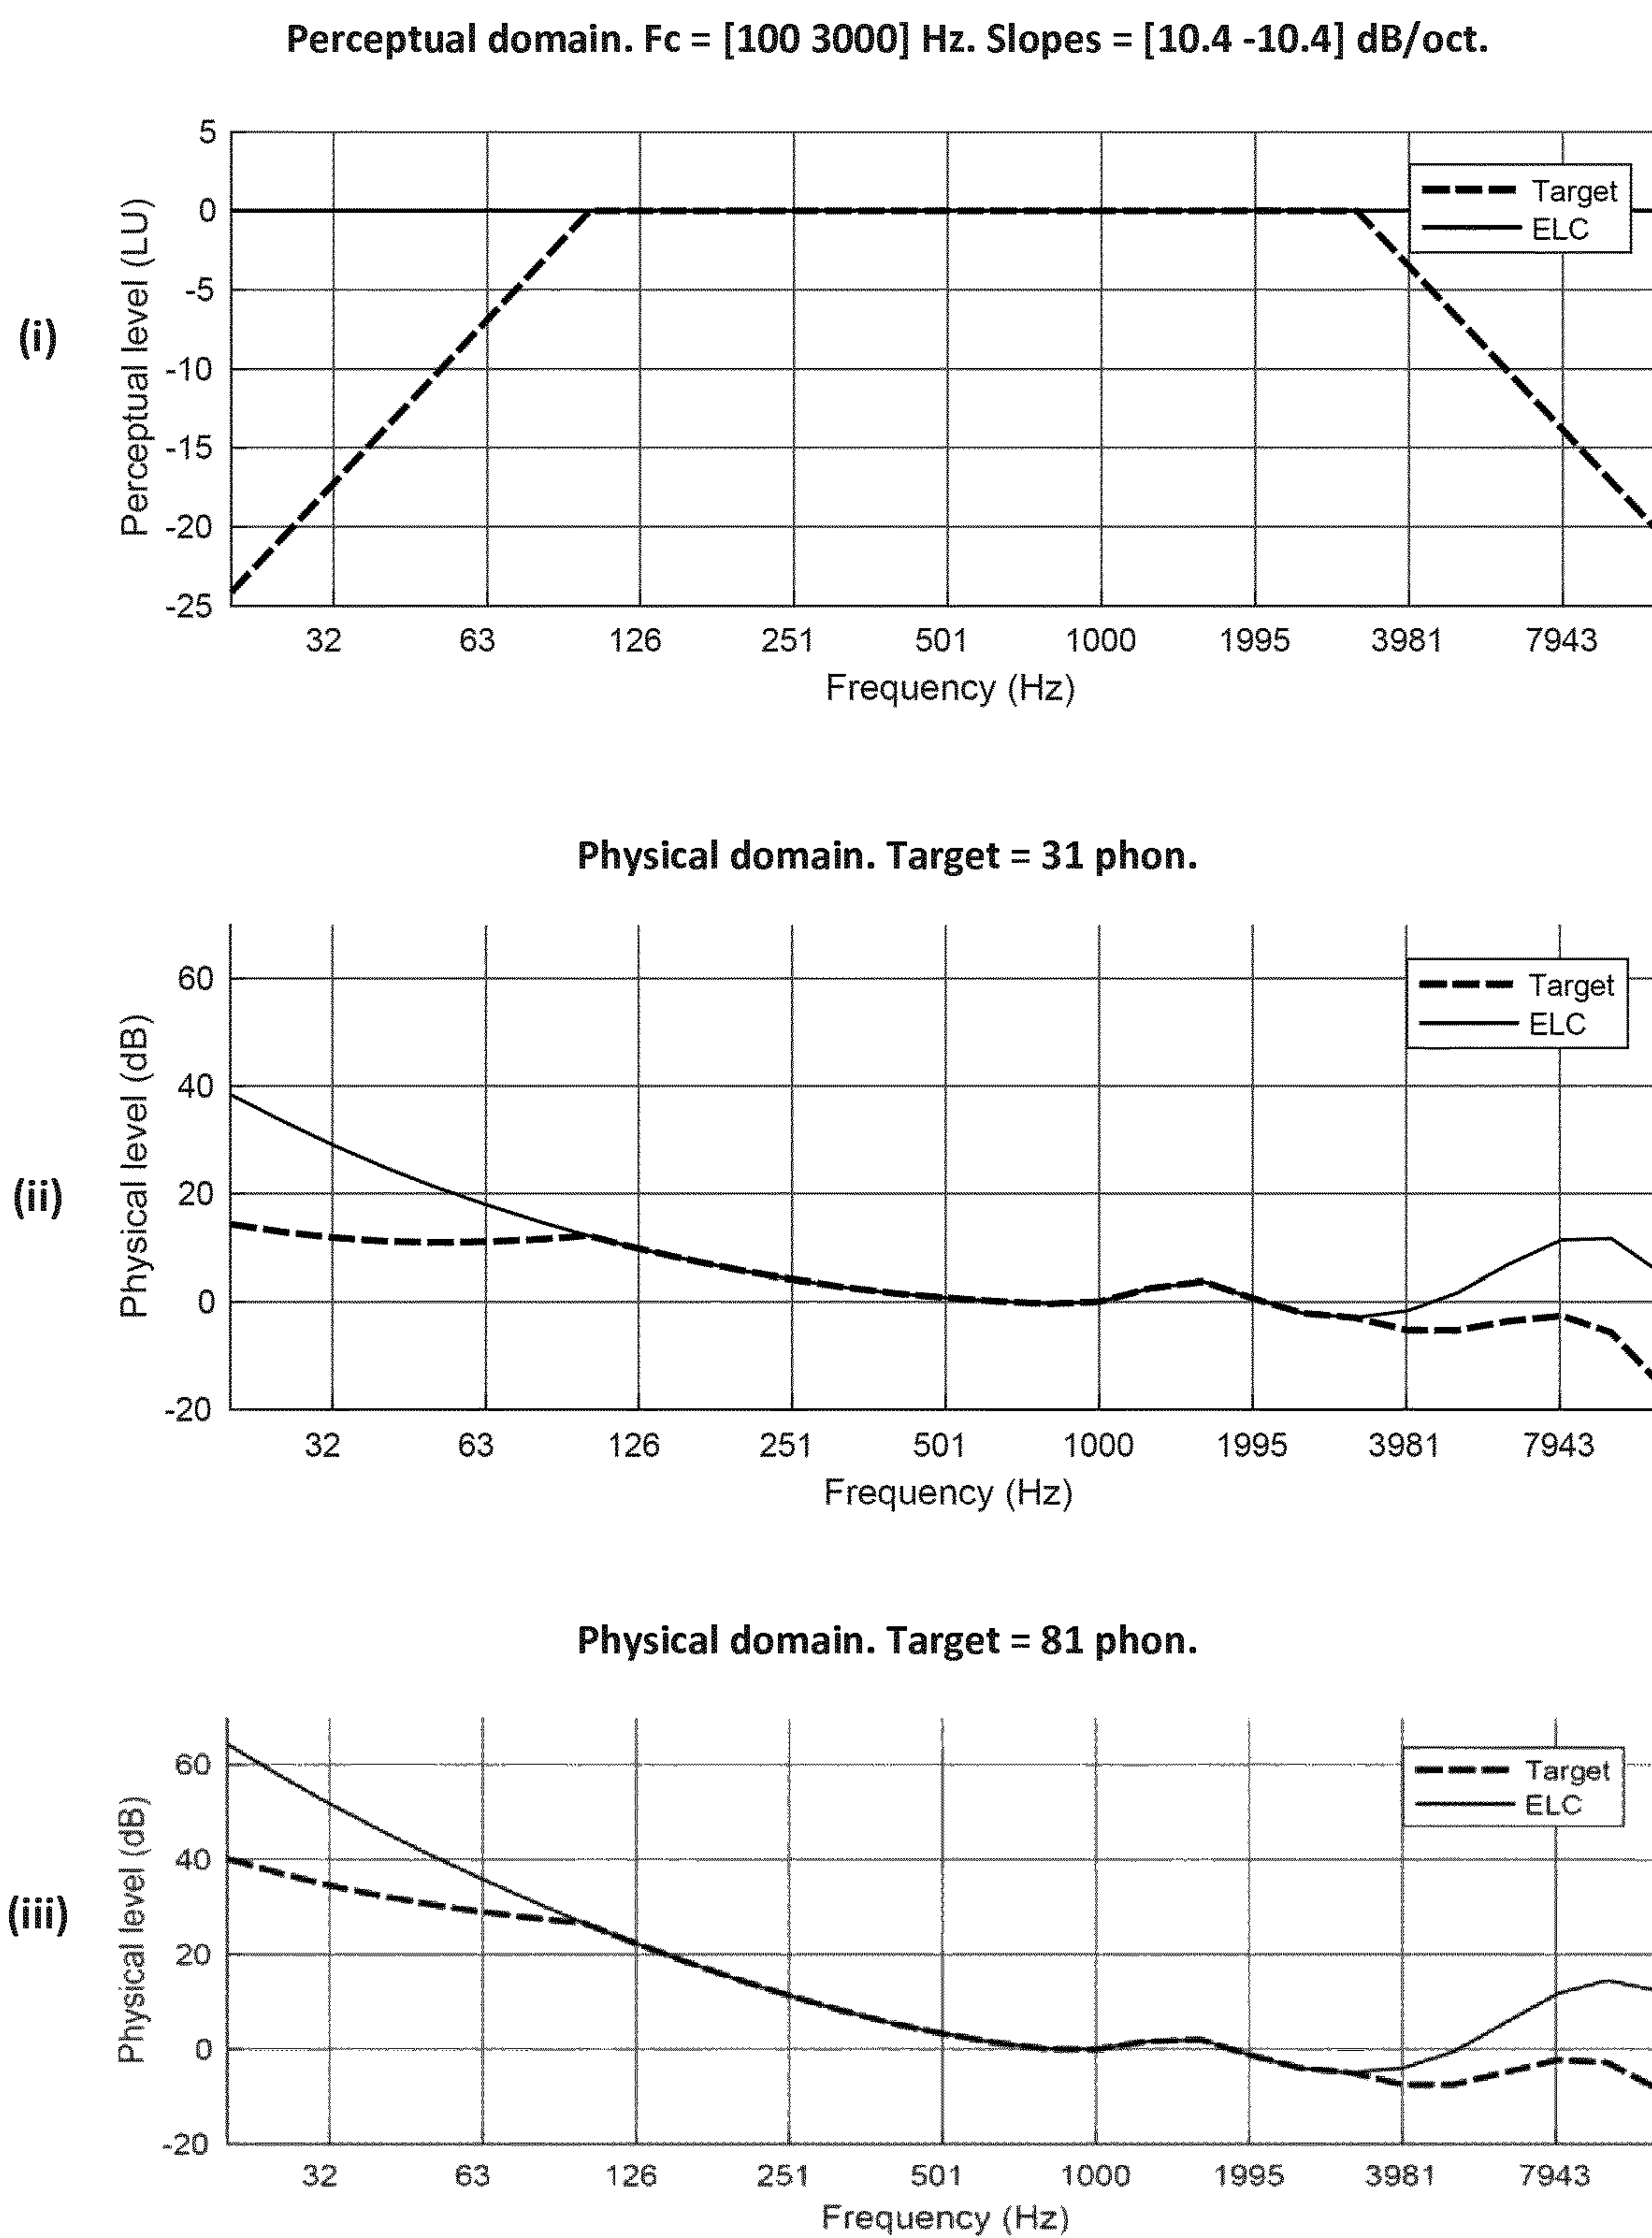 Perceptual domain. Fc = [100 3000] Hz. Slopes = [10.4 -10.4] dB/oct.
(i)
Perceptual level (LU)
5
0
-5
-10
-15
-20
-25
Target
ELC
32 63 126 251 501 1000 1995 3981 7943
Frequency (Hz)
Physical domain. Target = 31 phon.
(ii)
Physical level (dB)
60
40
20
0
-20
Target
ELC
32 63 126 251 501 1000 1995 3981 7943
Frequency (Hz)
Physical domain. Target = 81 phon.
(iii)
Physical level (dB)
60
40
20
0
-20
Target
ELC
32 63 126 251 501 1000 1995 3981 7943
Frequency (Hz)